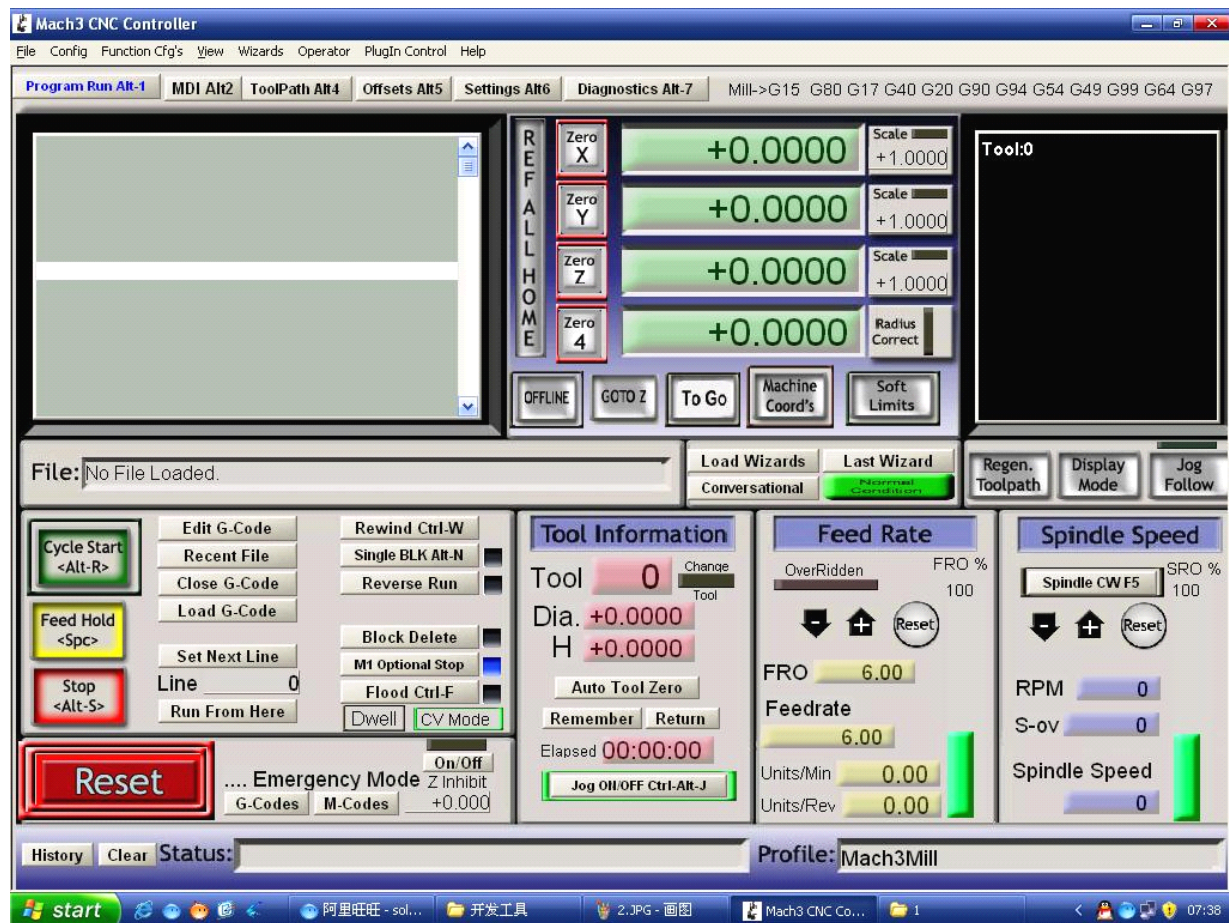 Mach3 CNC Controller
File Config Function Cfg's View Wizards Operator PlugIn Control Help
Program Run Alt-1 MDI Alt2 ToolPath Alt4 Offsets Alt5 Settings Alt6 Diagnostics Alt-7 Mill->G15 G80 G17 G40 G20 G90 G94 G54 G49 G99 G64 G97
REF ALL HOME
Zero X +0.0000 Scale +1.0000
Zero Y +0.0000 Scale +1.0000
Zero Z +0.0000 Scale +1.0000
Zero 4 +0.0000 Radius Correct
OFFLINE GOTO Z To Go Machine Coord's Soft Limits
Tool:0
File: No File Loaded.
Load Wizards Last Wizard
Conversational Normal Condition
Regen. Toolpath Display Mode Jog Follow
Cycle Start <Alt-R>
Feed Hold <Spc>
Stop <Alt-S>
Edit G-Code
Recent File
Close G-Code
Load G-Code
Set Next Line
Line 0
Run From Here
Rewind Ctrl-W
Single BLK Alt-N
Reverse Run
Block Delete
M1 Optional Stop
Flood Ctrl-F
Dwell CV Mode
Reset
.... Emergency Mode
G-Codes M-Codes
On/Off
Z Inhibit
+0.000
Tool Information
Tool 0 Change Tool
Dia. +0.0000
H +0.0000
Auto Tool Zero
Remember Return
Elapsed 00:00:00
Jog ON/OFF Ctrl-Alt-J
Feed Rate
OverRidden FRO %
100
Reset
FRO 6.00
Feedrate
6.00
Units/Min 0.00
Units/Rev 0.00
Spindle Speed
Spindle CW F5 SRO %
100
Reset
RPM 0
S-ov 0
Spindle Speed
0
History Clear Status:
Profile: Mach3Mill
start 阿里旺旺 - sol... 开发工具 2.JPG - 画图 Mach3 CNC Co... 1 07:38